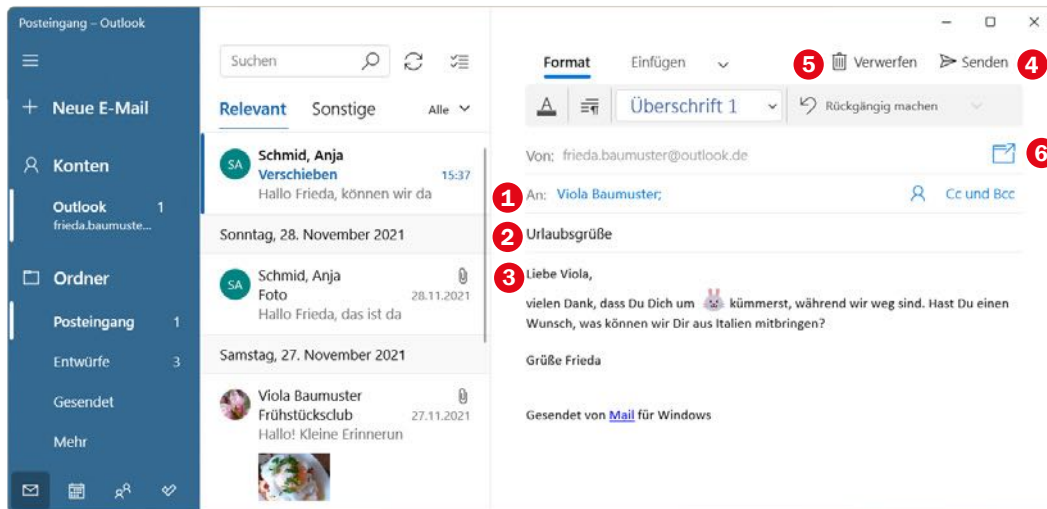 Posteingang – Outlook
Neue E-Mail
Konten
Outlook 1
frieda.baumuste...
Ordner
Posteingang 1
Entwürfe 3
Gesendet
Mehr
Suchen
Relevant Sonstige Alle
SA
Schmid, Anja
Verschieben 15:37
Hallo Frieda, können wir da
Sonntag, 28. November 2021
SA
Schmid, Anja
Foto 28.11.2021
Hallo Frieda, das ist da
Samstag, 27. November 2021
Viola Baumuster
Frühstücksclub 27.11.2021
Hallo! Kleine Erinnerun
Format Einfügen 5 Verwerfen Senden 4
A Überschrift 1 Rückgängig machen
Von: frieda.baumuster@outlook.de 6
1 An: Viola Baumuster; Cc und Bcc
2 Urlaubsgrüße
3 Liebe Viola,
vielen Dank, dass Du Dich um kümmerst, während wir weg sind. Hast Du einen
Wunsch, was können wir Dir aus Italien mitbringen?
Grüße Frieda
Gesendet von Mail für Windows